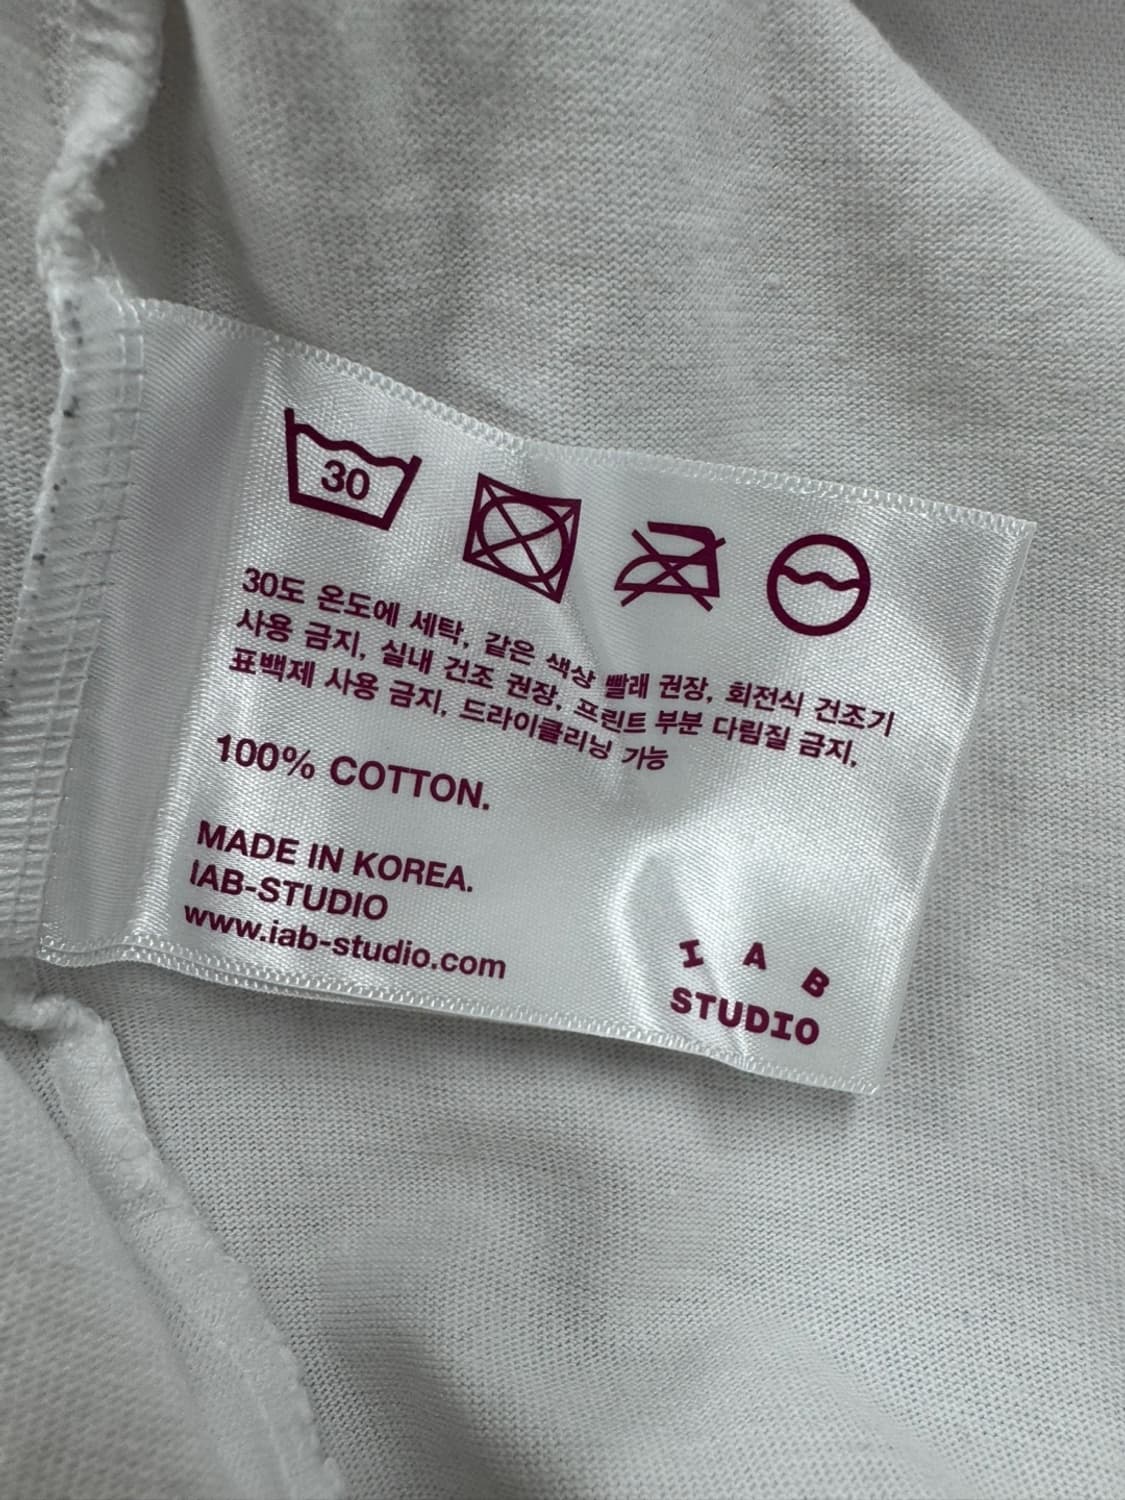 30
30도 온도에 세탁, 같은 색상 빨래 권장, 회전식 건조기
사용 금지, 실내 건조 권장, 프린트 부분 다림질 금지,
표백제 사용 금지, 드라이클리닝 가능
100% COTTON.
MADE IN KOREA.
IAB-STUDIO
www.iab-studio.com
I A B
STUDIO